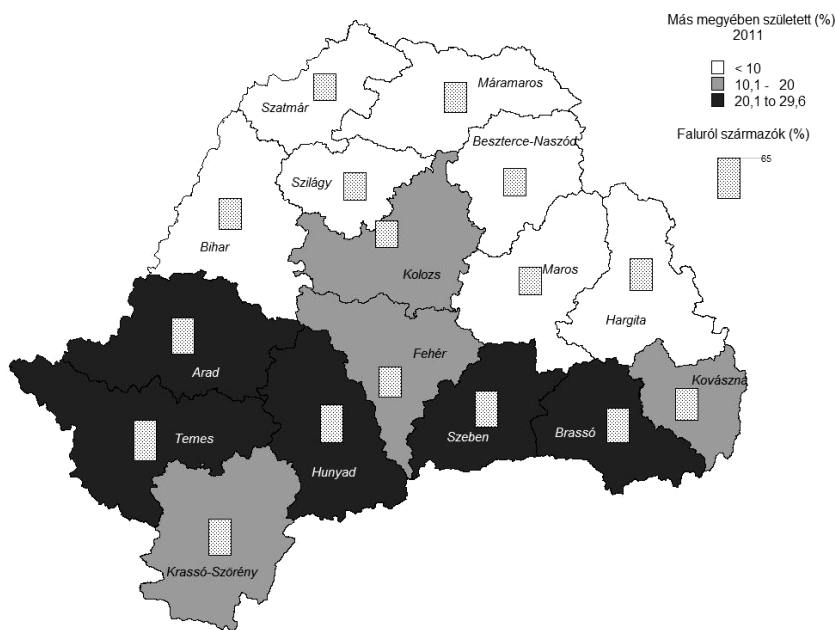 Más megyében született (%)
2011
< 10
10,1 - 20
20,1 to 29,6
Faluról származók (%)
65
Szatmár
Máramaros
Beszterce-Naszód
Szilágy
Bihar
Kolozs
Maros
Hargita
Arad
Fehér
Kovászna
Temes
Hunyad
Szeben
Brassó
Krassó-Szörény